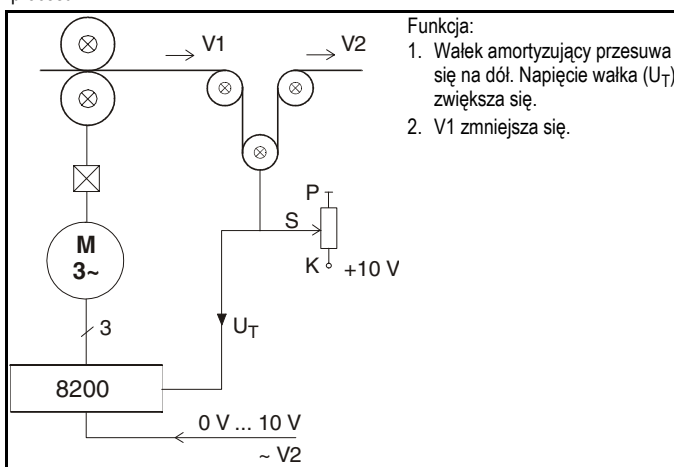 Funkcja:
1. Wałek amortyzujący przesuwa
się na dół. Napięcie wałka (UT)
zwiększa się.
2. V1 zmniejsza się.
V1
V2
P
S
K
+10 V
M
3~
3
UT
8200
0 V ... 10 V
~ V2